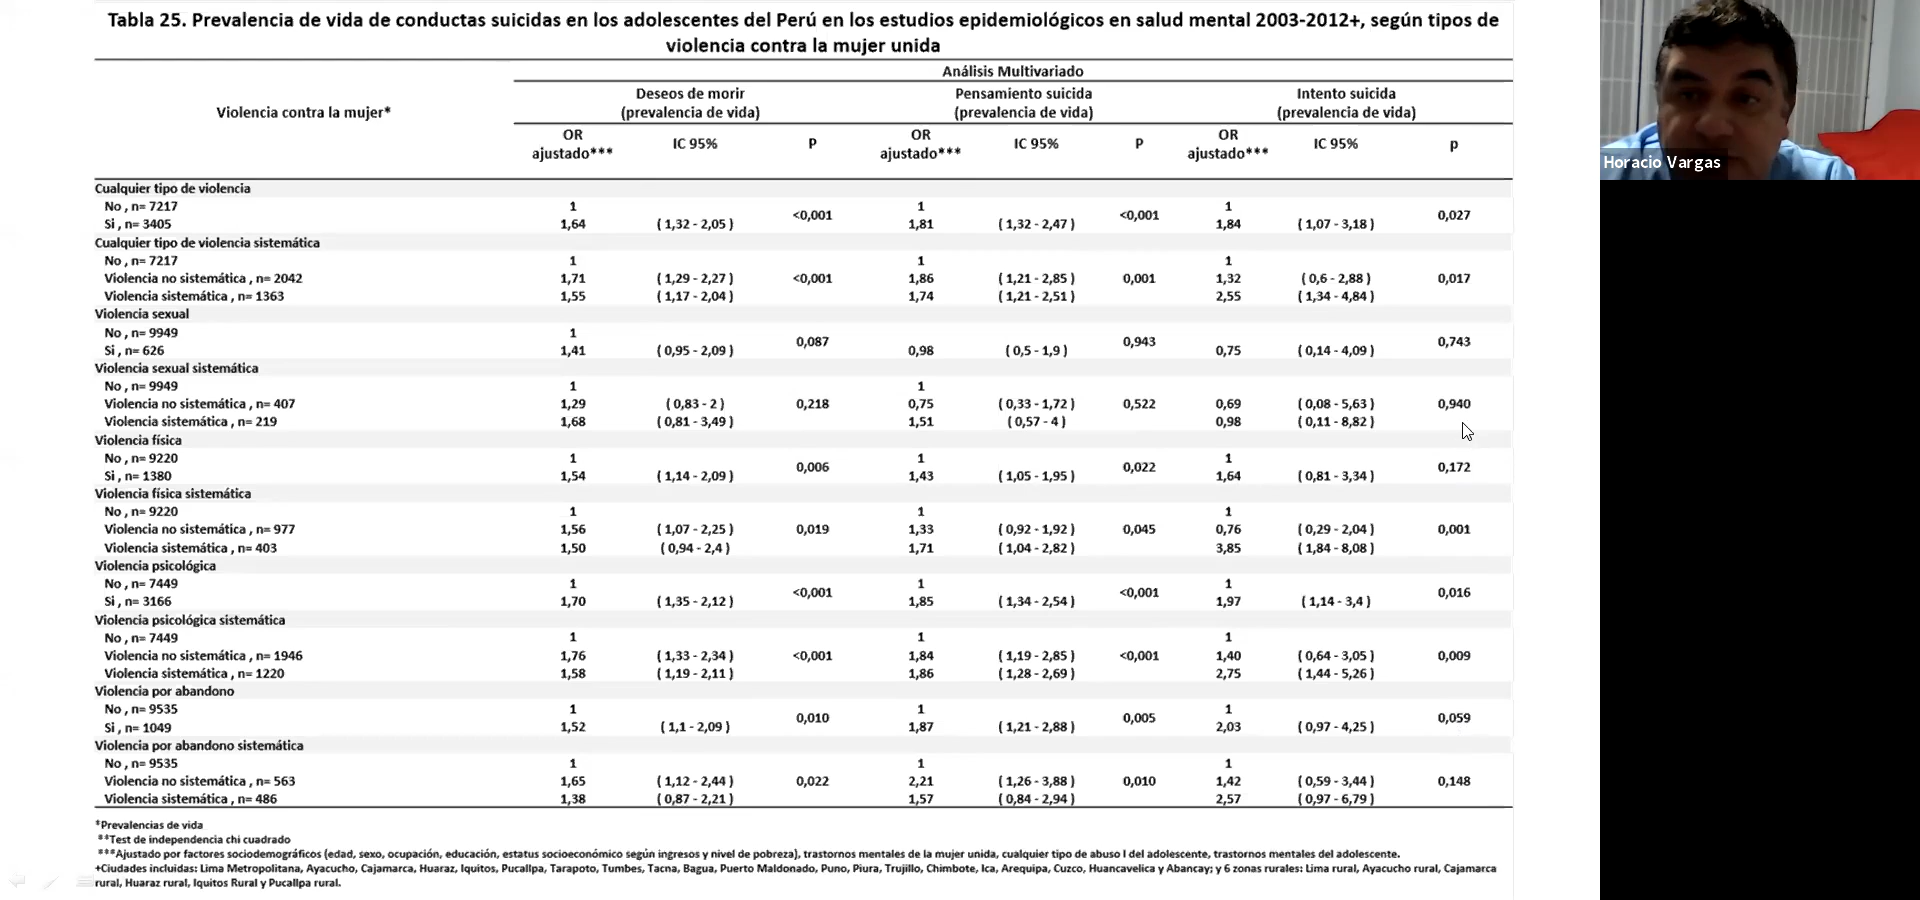 Tabla 25. Prevalencia de vida de conductas suicidas en los adolescentes del Perú en los estudios epidemiológicos en salud mental 2003-2012+, según tipos de
violencia contra la mujer unida
Análisis Multivariado
Violencia contra la mujer*
Deseos de morir
(prevalencia de vida)
Pensamiento suicida
(prevalencia de vida)
Intento suicida
(prevalencia de vida)
OR ajustado*** IC 95% P OR ajustado*** IC 95% P OR ajustado*** IC 95% p
Cualquier tipo de violencia
No , n= 7217 1 <0,001 1 <0,001 1 0,027
Si , n= 3405 1,64 ( 1,32 - 2,05 ) 1,81 ( 1,32 - 2,47 ) 1,84 ( 1,07 - 3,18 )
Cualquier tipo de violencia sistemática
No , n= 7217 1 1 1
Violencia no sistemática , n= 2042 1,71 ( 1,29 - 2,27 ) <0,001 1,86 ( 1,21 - 2,85 ) 0,001 1,32 ( 0,6 - 2,88 ) 0,017
Violencia sistemática , n= 1363 1,55 ( 1,17 - 2,04 ) 1,74 ( 1,21 - 2,51 ) 2,55 ( 1,34 - 4,84 )
Violencia sexual
No , n= 9949 1 0,087 0,943 0,743
Si , n= 626 1,41 ( 0,95 - 2,09 ) 0,98 ( 0,5 - 1,9 ) 0,75 ( 0,14 - 4,09 )
Violencia sexual sistemática
No , n= 9949 1 1
Violencia no sistemática , n= 407 1,29 ( 0,83 - 2 ) 0,218 0,75 ( 0,33 - 1,72 ) 0,522 0,69 ( 0,08 - 5,63 ) 0,940
Violencia sistemática , n= 219 1,68 ( 0,81 - 3,49 ) 1,51 ( 0,57 - 4 ) 0,98 ( 0,11 - 8,82 )
Violencia física
No , n= 9220 1 0,006 1 0,022 1 0,172
Si , n= 1380 1,54 ( 1,14 - 2,09 ) 1,43 ( 1,05 - 1,95 ) 1,64 ( 0,81 - 3,34 )
Violencia física sistemática
No , n= 9220 1 1 1
Violencia no sistemática , n= 977 1,56 ( 1,07 - 2,25 ) 0,019 1,33 ( 0,92 - 1,92 ) 0,045 0,76 ( 0,29 - 2,04 ) 0,001
Violencia sistemática , n= 403 1,50 ( 0,94 - 2,4 ) 1,71 ( 1,04 - 2,82 ) 3,85 ( 1,84 - 8,08 )
Violencia psicológica
No , n= 7449 1 <0,001 1 <0,001 1 0,016
Si , n= 3166 1,70 ( 1,35 - 2,12 ) 1,85 ( 1,34 - 2,54 ) 1,97 ( 1,14 - 3,4 )
Violencia psicológica sistemática
No , n= 7449 1 1 1
Violencia no sistemática , n= 1946 1,76 ( 1,33 - 2,34 ) <0,001 1,84 ( 1,19 - 2,85 ) <0,001 1,40 ( 0,64 - 3,05 ) 0,009
Violencia sistemática , n= 1220 1,58 ( 1,19 - 2,11 ) 1,86 ( 1,28 - 2,69 ) 2,75 ( 1,44 - 5,26 )
Violencia por abandono
No , n= 9535 1 0,010 1 0,005 1 0,059
Si , n= 1049 1,52 ( 1,1 - 2,09 ) 1,87 ( 1,21 - 2,88 ) 2,03 ( 0,97 - 4,25 )
Violencia por abandono sistemática
No , n= 9535 1 1 1
Violencia no sistemática , n= 563 1,65 ( 1,12 - 2,44 ) 0,022 2,21 ( 1,26 - 3,88 ) 0,010 1,42 ( 0,59 - 3,44 ) 0,148
Violencia sistemática , n= 486 1,38 ( 0,87 - 2,21 ) 1,57 ( 0,84 - 2,94 ) 2,57 ( 0,97 - 6,79 )
*Prevalencias de vida
**Test de independencia chi cuadrado
***Ajustado por factores sociodemográficos (edad, sexo, ocupación, educación, estatus socioeconómico según ingresos y nivel de pobreza), trastornos mentales de la mujer unida, cualquier tipo de abuso l del adolescente, trastornos mentales del adolescente.
+Ciudades incluidas: Lima Metropolitana, Ayacucho, Cajamarca, Huaraz, Iquitos, Pucallpa, Tarapoto, Tumbes, Tacna, Bagua, Puerto Maldonado, Puno, Piura, Trujillo, Chimbote, Ica, Arequipa, Cuzco, Huancavelica y Abancay; y 6 zonas rurales: Lima rural, Ayacucho rural, Cajamarca
rural, Huaraz rural, Iquitos Rural y Pucallpa rural.
Horacio Vargas